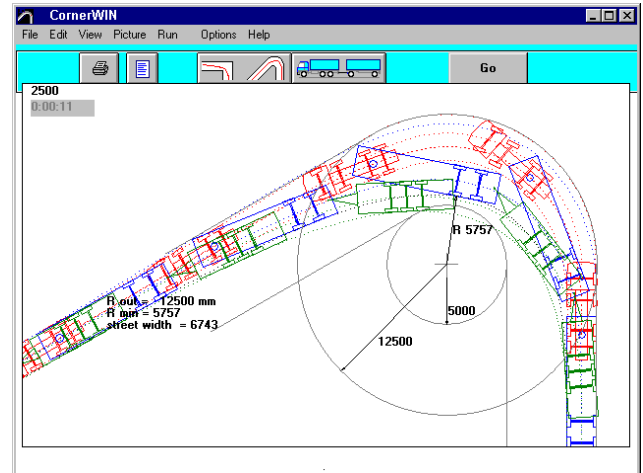 CornerWIN
File Edit View Picture Run Options Help
Go
2500
0:00:11
R 5757
R out = 12500 mm
R min = 5757
street width = 6743
5000
12500